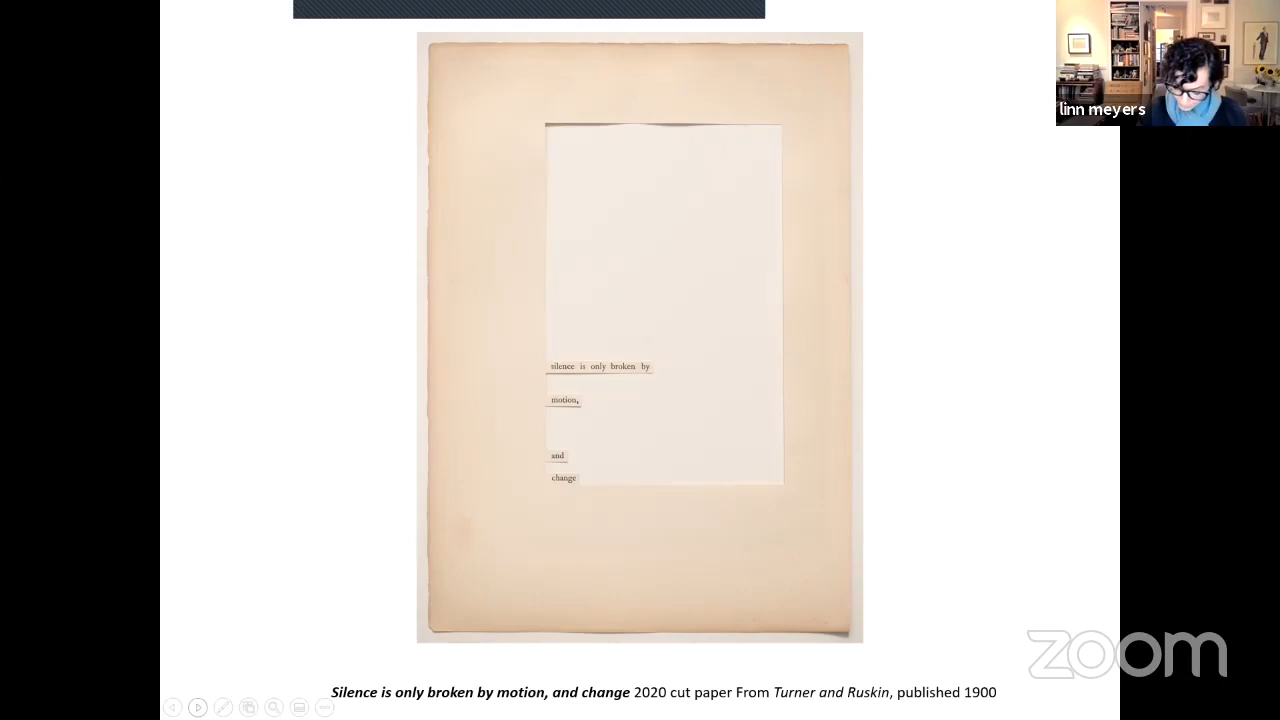 linn meyers
silence is only broken by
motion,
and
change
zoom
Silence is only broken by motion, and change 2020 cut paper From Turner and Ruskin, published 1900